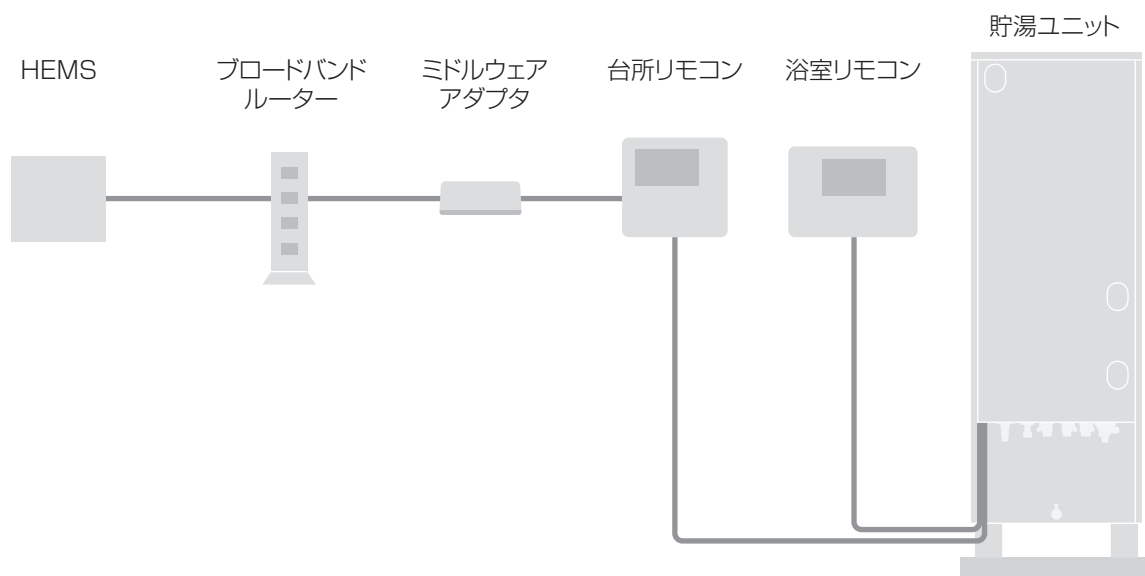 貯湯ユニット
HEMS
ブロードバンド
ルーター
ミドルウェア
アダプタ
台所リモコン
浴室リモコン